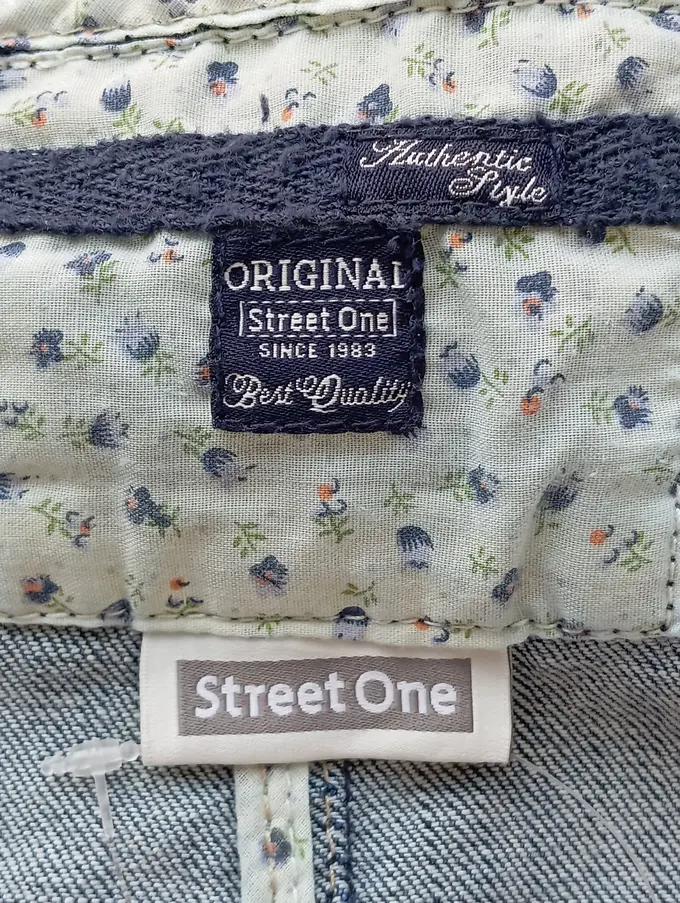 Authentic
Style
ORIGINAL
Street One
SINCE 1983
Best Quality
Street One